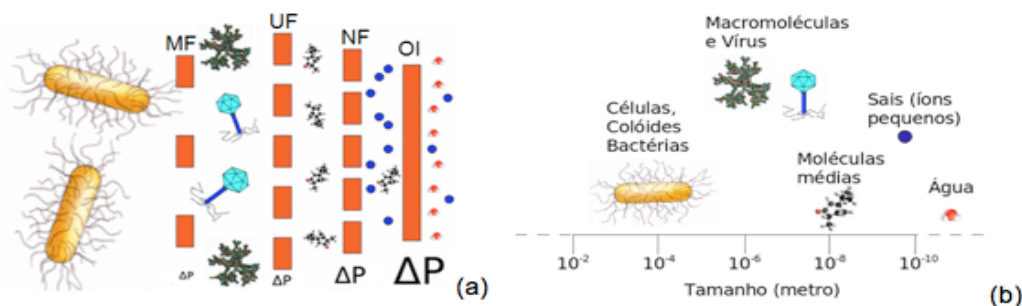 MF
UF
NF
OI
ΔP
ΔP
ΔP
ΔP
(a)
Macromoléculas
e Vírus
Células,
Colóides
Bactérias
Sais (íons
pequenos)
Moléculas
médias
Água
10⁻²
10⁻⁴
10⁻⁶
10⁻⁸
10⁻¹⁰
Tamanho (metro)
(b)